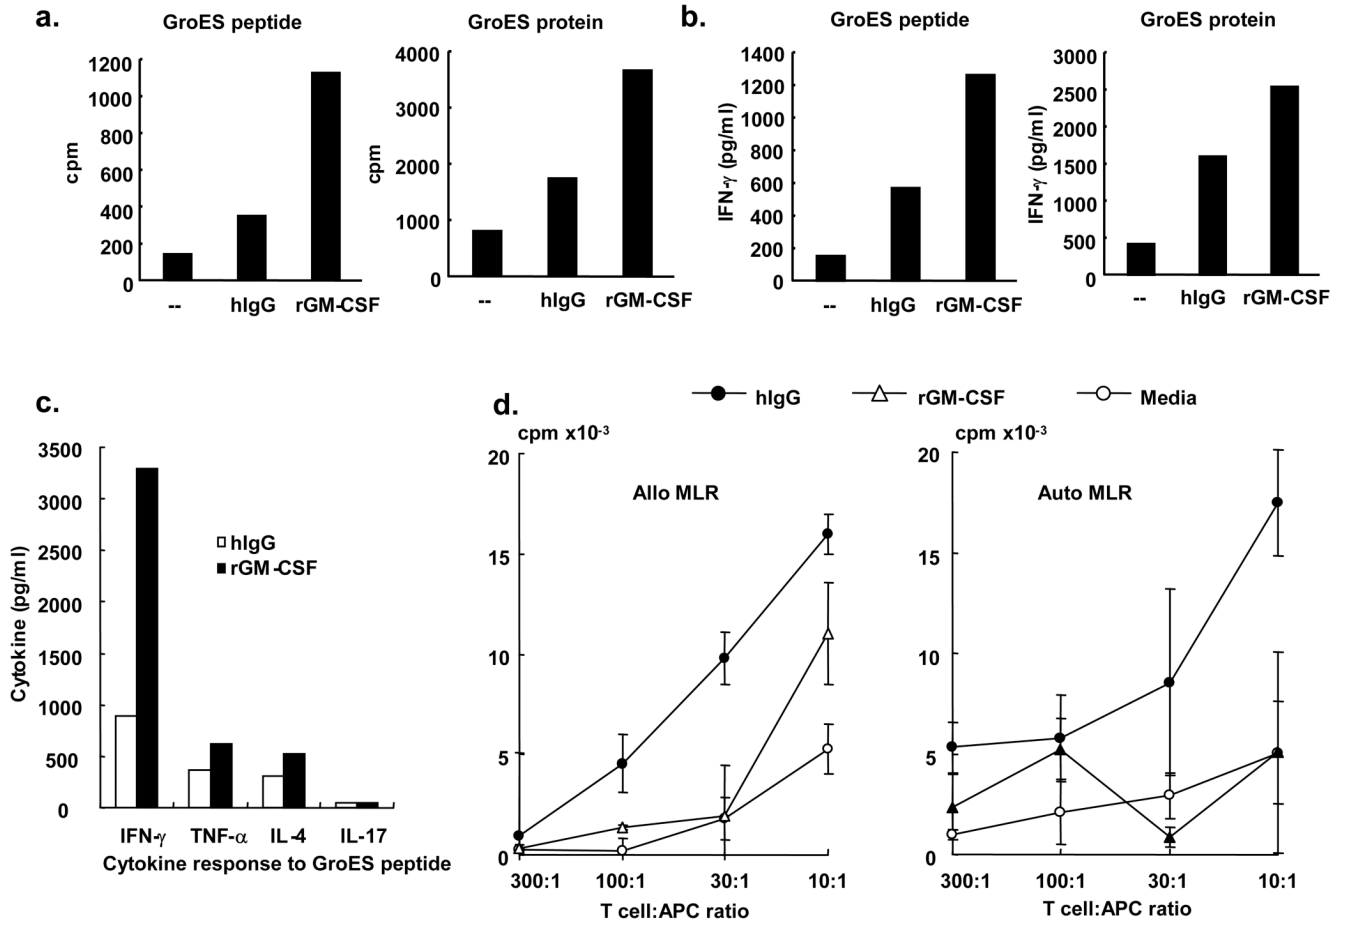 a.
GroES peptide
1200
1000
800
600
400
200
0
cpm
-- hIgG rGM-CSF
GroES protein
4000
3000
2000
1000
0
cpm
-- hIgG rGM-CSF
b.
GroES peptide
1400
1200
1000
800
600
400
200
0
IFN-γ (pg/ml)
-- hIgG rGM-CSF
GroES protein
3000
2500
2000
1500
1000
500
0
IFN-γ (pg/ml)
-- hIgG rGM-CSF
c.
3500
3000
2500
2000
1500
1000
500
0
Cytokine (pg/ml)
hIgG
rGM-CSF
IFN-γ TNF-α IL-4 IL-17
Cytokine response to GroES peptide
d.
hIgG rGM-CSF Media
cpm x10-3
20
15
10
5
0
Allo MLR
300:1 100:1 30:1 10:1
T cell:APC ratio
cpm x10-3
20
15
10
5
0
Auto MLR
300:1 100:1 30:1 10:1
T cell:APC ratio